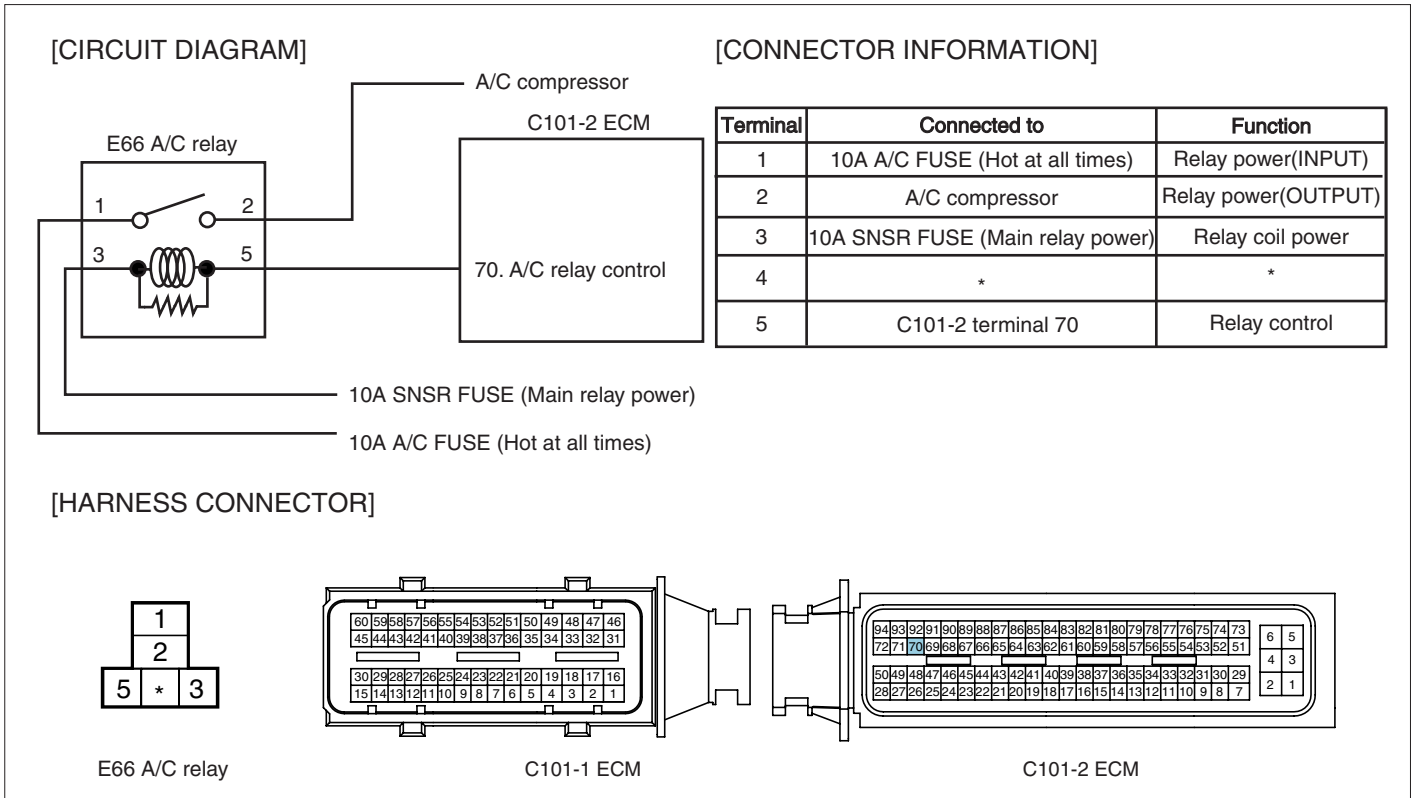 [CIRCUIT DIAGRAM]
A/C compressor
C101-2 ECM
E66 A/C relay
1 2
3 5
70. A/C relay control
10A SNSR FUSE (Main relay power)
10A A/C FUSE (Hot at all times)
[CONNECTOR INFORMATION]
Terminal Connected to Function
1 10A A/C FUSE (Hot at all times) Relay power(INPUT)
2 A/C compressor Relay power(OUTPUT)
3 10A SNSR FUSE (Main relay power) Relay coil power
4 * *
5 C101-2 terminal 70 Relay control
[HARNESS CONNECTOR]
1
2
5 * 3
E66 A/C relay
60 59 58 57 56 55 54 53 52 51 50 49 48 47 46
45 44 43 42 41 40 39 38 37 36 35 34 33 32 31
30 29 28 27 26 25 24 23 22 21 20 19 18 17 16
15 14 13 12 11 10 9 8 7 6 5 4 3 2 1
C101-1 ECM
94 93 92 91 90 89 88 87 86 85 84 83 82 81 80 79 78 77 76 75 74 73
72 71 70 69 68 67 66 65 64 63 62 61 60 59 58 57 56 55 54 53 52 51
50 49 48 47 46 45 44 43 42 41 40 39 38 37 36 35 34 33 32 31 30 29
28 27 26 25 24 23 22 21 20 19 18 17 16 15 14 13 12 11 10 9 8 7
6 5
4 3
2 1
C101-2 ECM